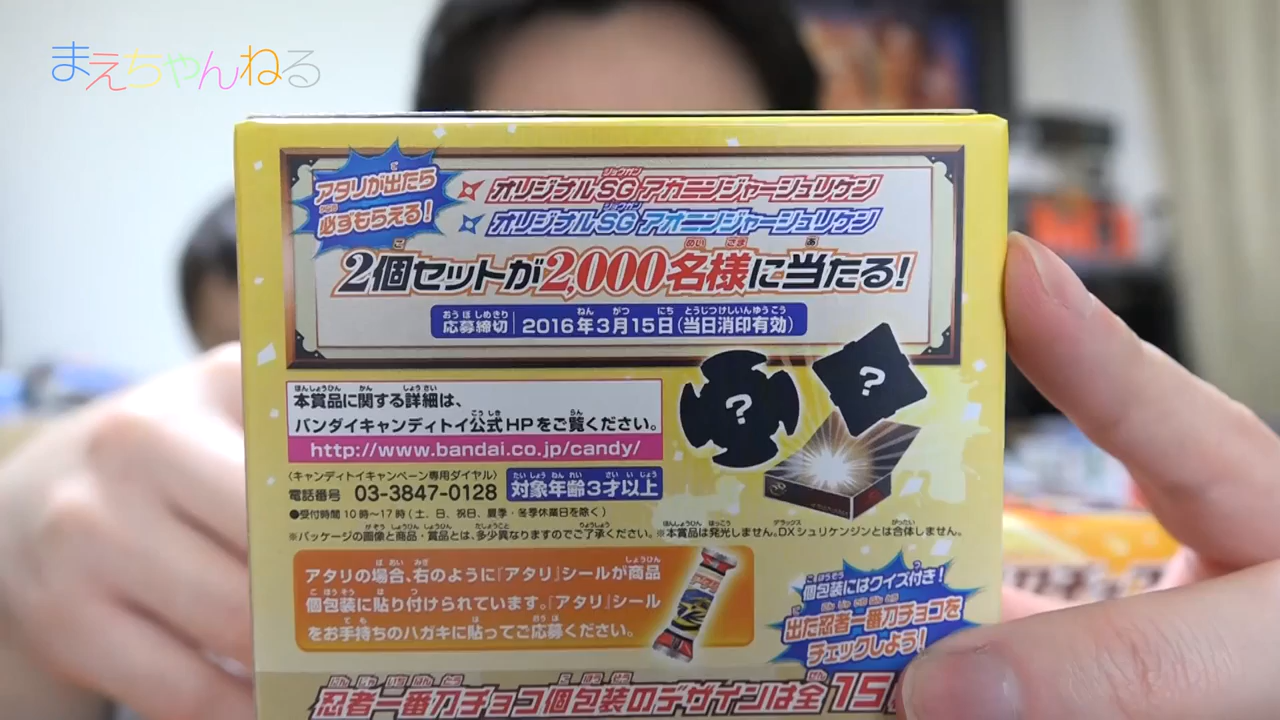 まえちゃんねる
アタリが出たら
必ずもらえる!
オリジナルSGアカニンジャーシュリケン
オリジナルSGアオニンジャーシュリケン
2個セットが2,000名様に当たる!
応募締切 2016年3月15日(当日消印有効)
本賞品に関する詳細は、
バンダイキャンディトイ公式HPをご覧ください。
http://www.bandai.co.jp/candy/
〈キャンディトイキャンペーン専用ダイヤル〉
電話番号 03-3847-0128 対象年齢3才以上
●受付時間10時～17時(土、日、祝日、夏季・冬季休業日を除く)
※パッケージの画像と商品・賞品とは、多少異なりますのでご了承ください。※本賞品は発光しません。DXシュリケンジンとは合体しません。
? ?
アタリの場合、右のように『アタリ』シールが商品
個包装に貼り付けられています。『アタリ』シール
をお手持ちのハガキに貼ってご応募ください。
個包装にはクイズ付き!
出た忍者一番刀チョコを
チェックしよう!
忍者一番刀チョコ個包装のデザインは全15